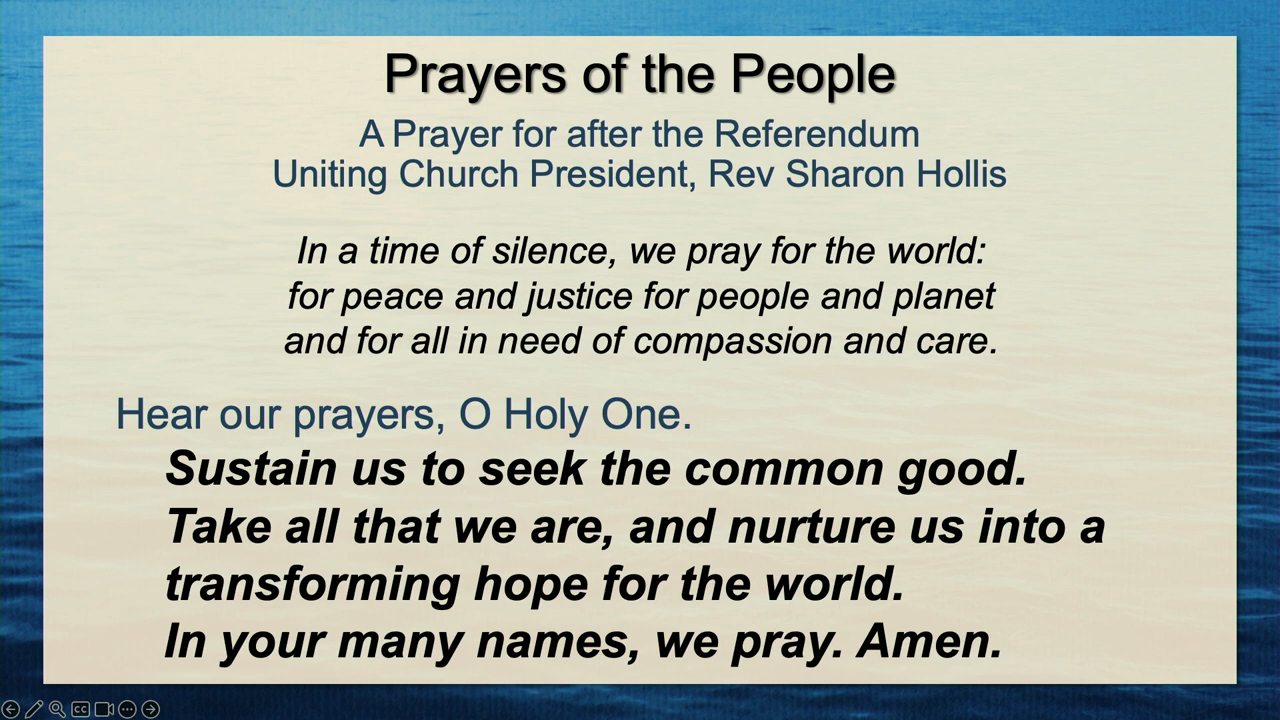 Prayers of the People
A Prayer for after the Referendum
Uniting Church President, Rev Sharon Hollis
In a time of silence, we pray for the world:
for peace and justice for people and planet
and for all in need of compassion and care.
Hear our prayers, O Holy One.
Sustain us to seek the common good.
Take all that we are, and nurture us into a
transforming hope for the world.
In your many names, we pray. Amen.
CC